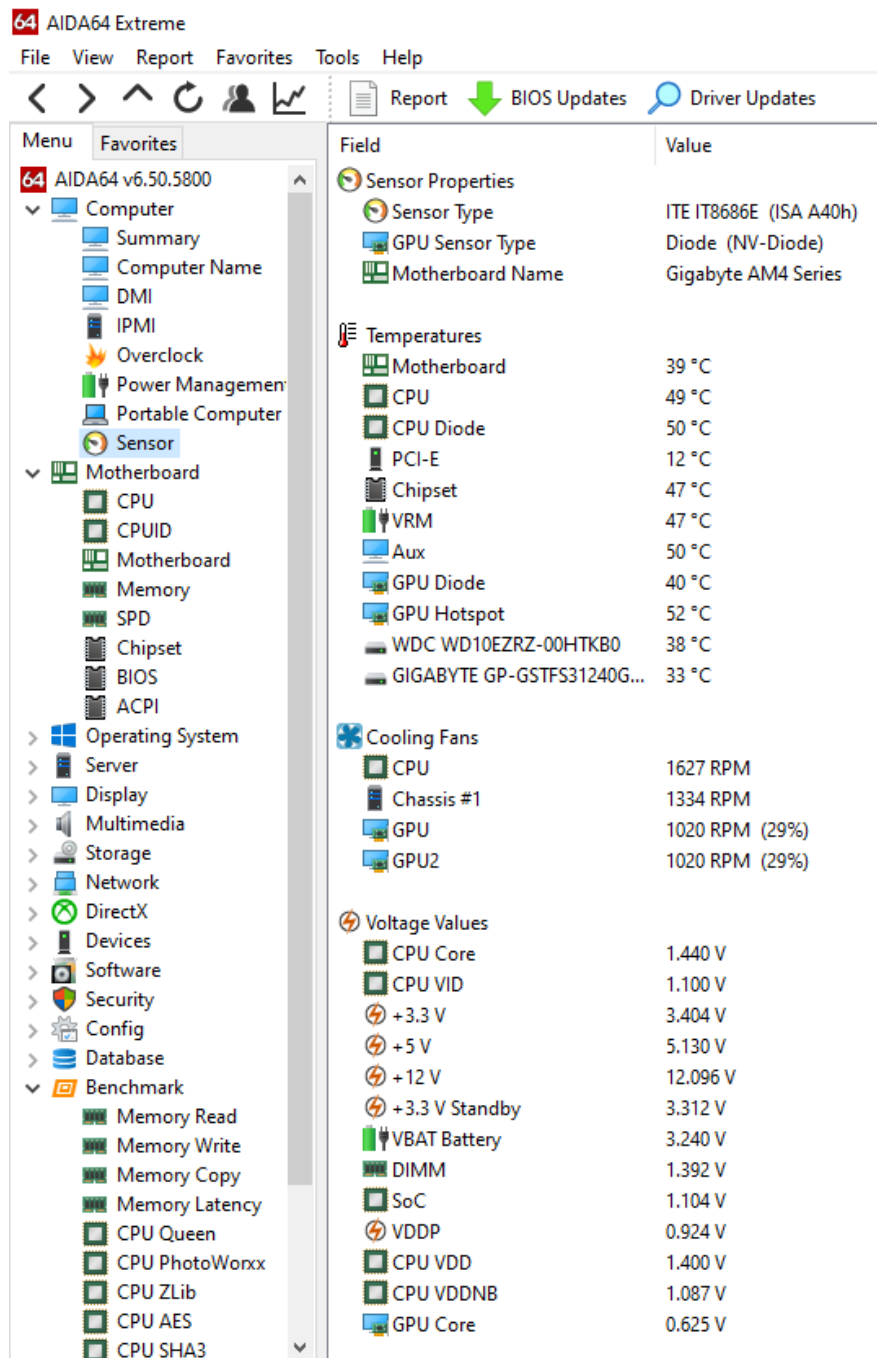 64 AIDA64 Extreme
File View Report Favorites Tools Help
Report BIOS Updates Driver Updates
Menu Favorites
64 AIDA64 v6.50.5800
Computer
Summary
Computer Name
DMI
IPMI
Overclock
Power Managemen
Portable Computer
Sensor
Motherboard
CPU
CPUID
Motherboard
Memory
SPD
Chipset
BIOS
ACPI
Operating System
Server
Display
Multimedia
Storage
Network
DirectX
Devices
Software
Security
Config
Database
Benchmark
Memory Read
Memory Write
Memory Copy
Memory Latency
CPU Queen
CPU PhotoWorxx
CPU ZLib
CPU AES
CPU SHA3
Field Value
Sensor Properties
Sensor Type ITE IT8686E (ISA A40h)
GPU Sensor Type Diode (NV-Diode)
Motherboard Name Gigabyte AM4 Series
Temperatures
Motherboard 39 °C
CPU 49 °C
CPU Diode 50 °C
PCI-E 12 °C
Chipset 47 °C
VRM 47 °C
Aux 50 °C
GPU Diode 40 °C
GPU Hotspot 52 °C
WDC WD10EZRZ-00HTKB0 38 °C
GIGABYTE GP-GSTFS31240G... 33 °C
Cooling Fans
CPU 1627 RPM
Chassis #1 1334 RPM
GPU 1020 RPM (29%)
GPU2 1020 RPM (29%)
Voltage Values
CPU Core 1.440 V
CPU VID 1.100 V
+3.3 V 3.404 V
+5 V 5.130 V
+12 V 12.096 V
+3.3 V Standby 3.312 V
VBAT Battery 3.240 V
DIMM 1.392 V
SoC 1.104 V
VDDP 0.924 V
CPU VDD 1.400 V
CPU VDDNB 1.087 V
GPU Core 0.625 V